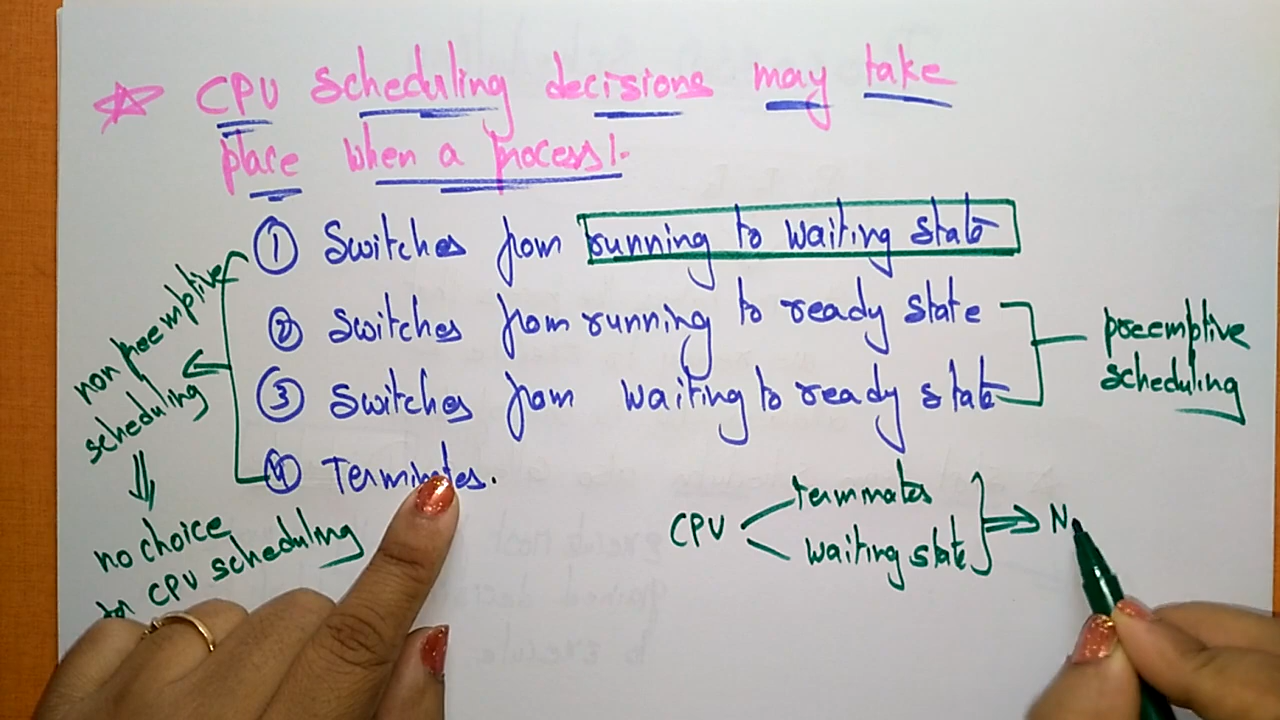 ☆ CPU scheduling decisions may take
place when a process!-
① Switches from running to waiting state
② Switches from running to ready state
③ Switches from waiting to ready state
④ Terminates.
preemptive
scheduling
non preemptive
scheduling
⇓
no choice
for CPU scheduling
CPU
terminates
waiting state
⇒ N